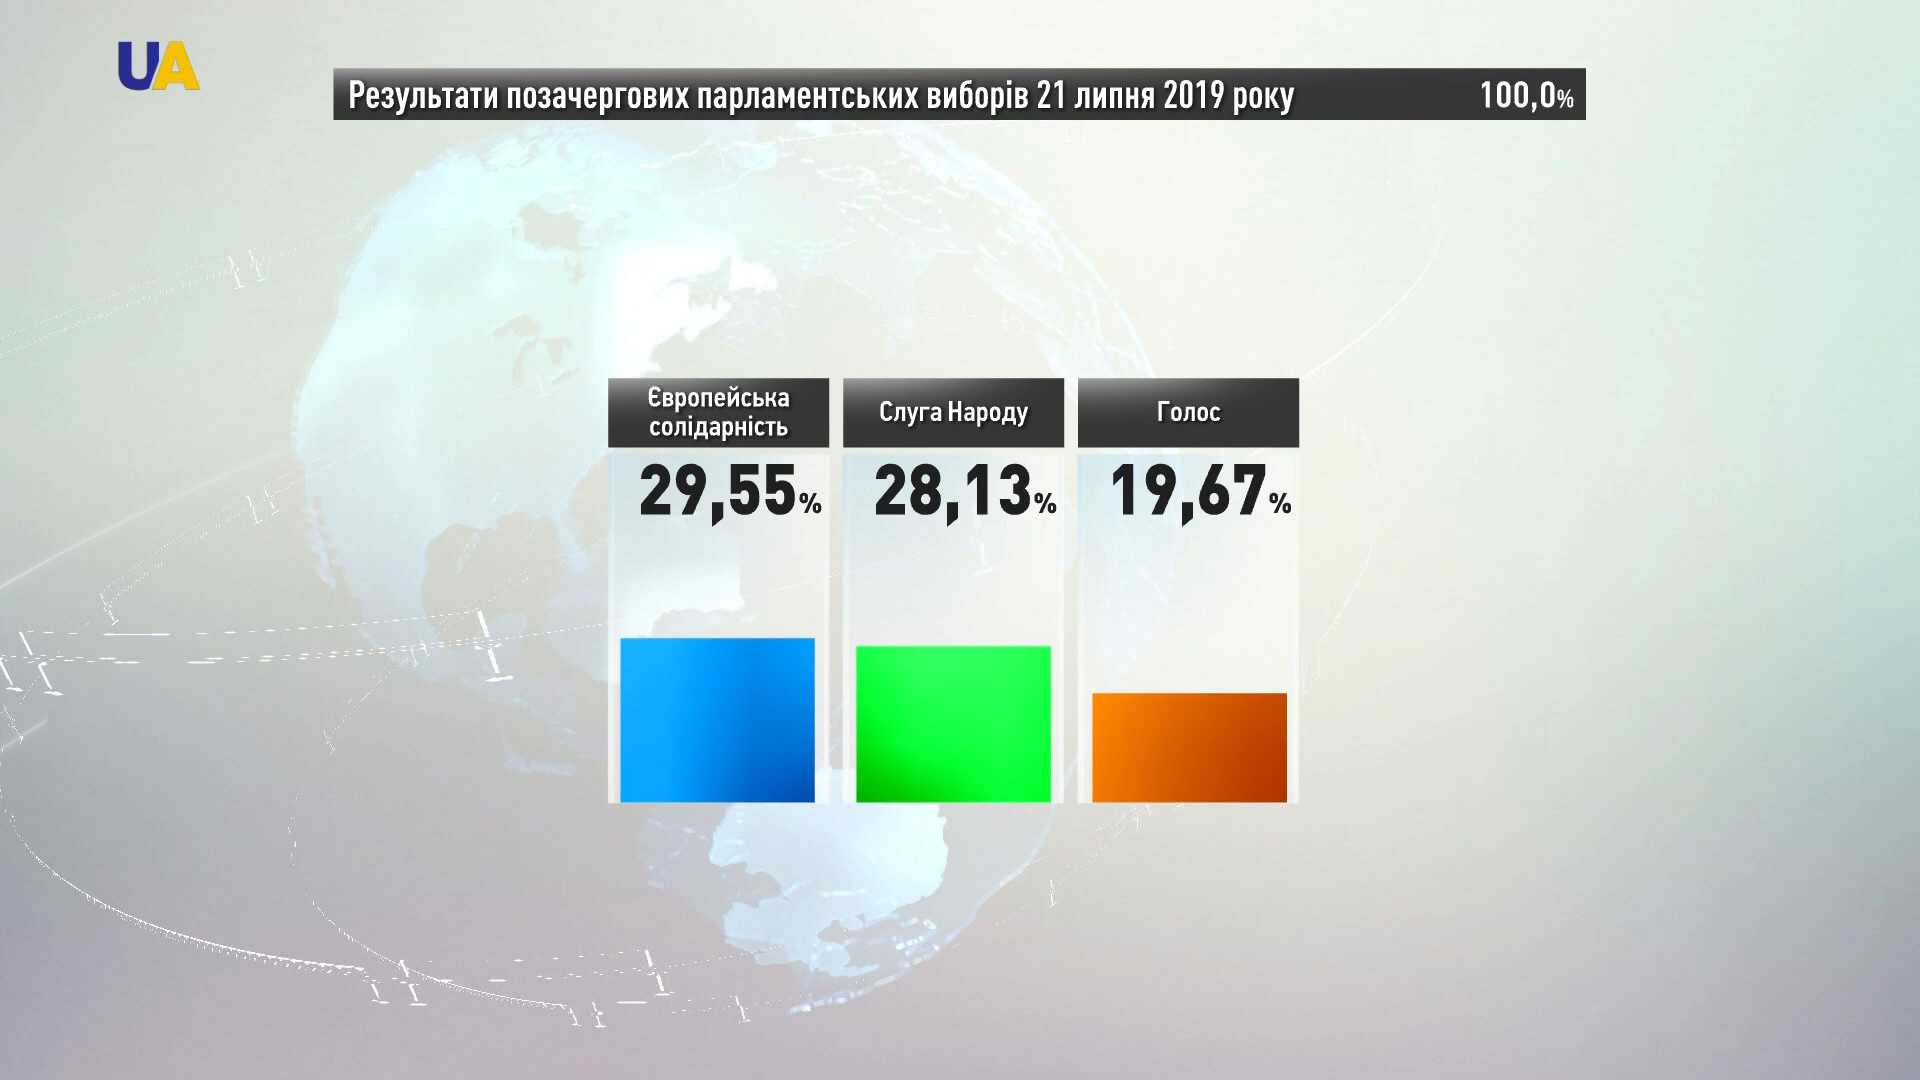 UA
Результати позачергових парламентських виборів 21 липня 2019 року 100,0%
Європейська
солідарність
Слуга Народу
Голос
29,55%
28,13%
19,67%